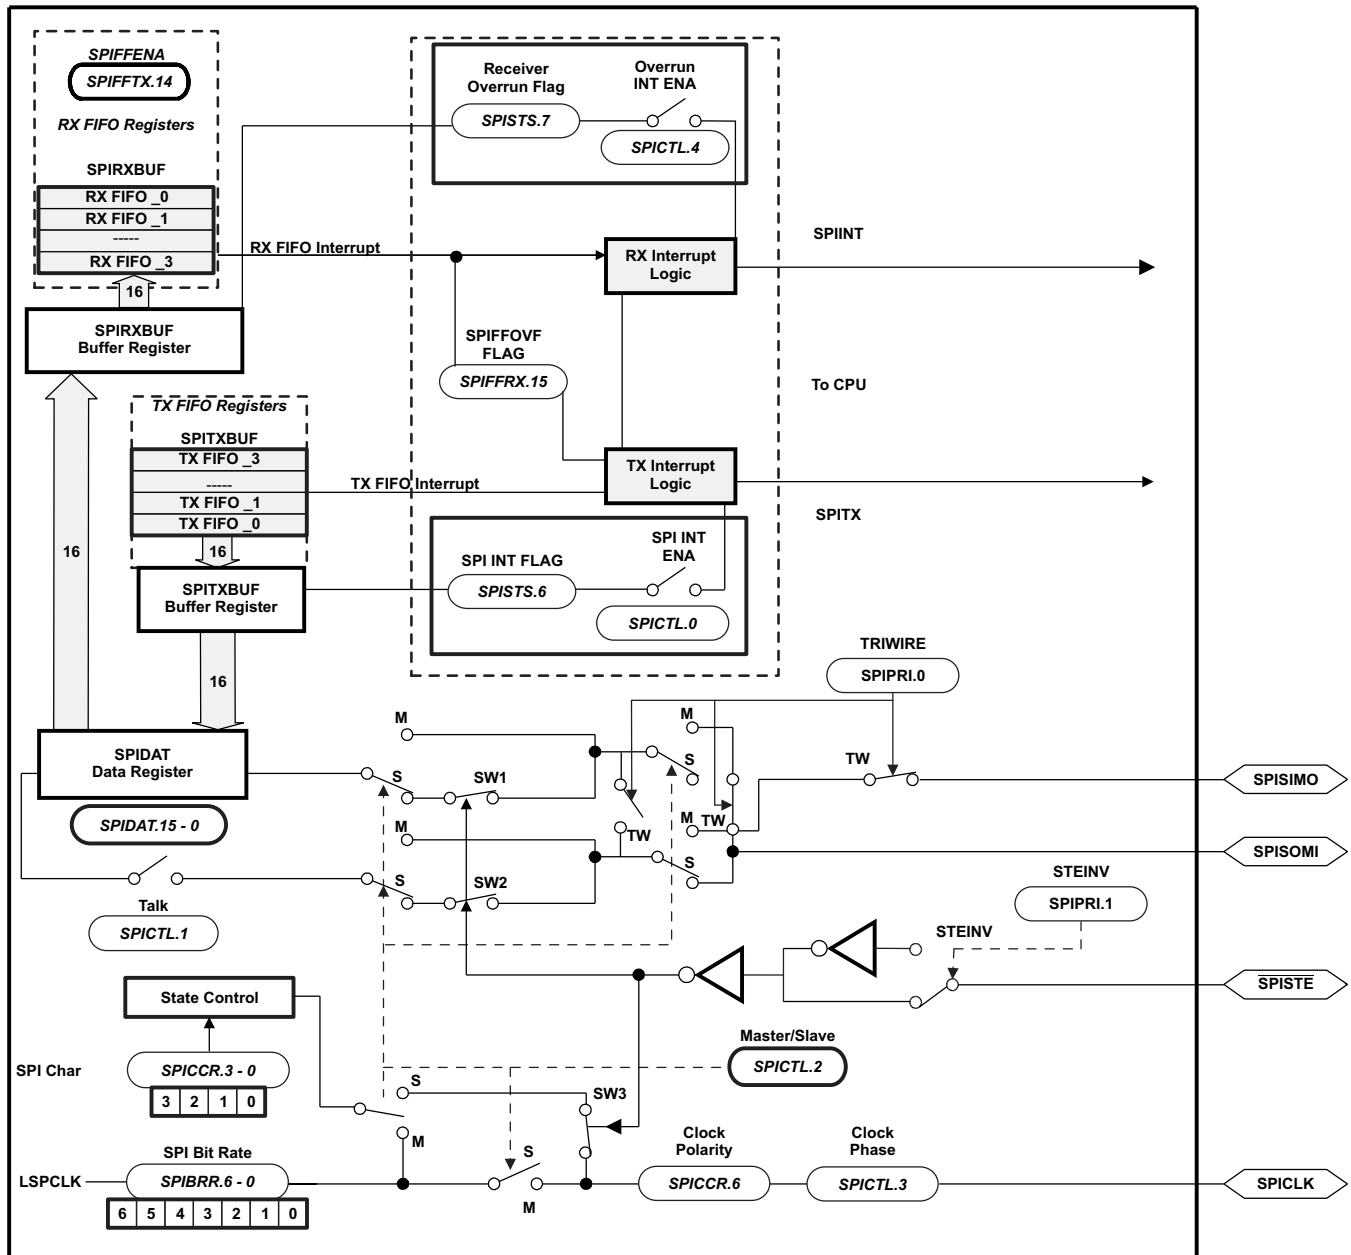 SPIFFENA
SPIFFTX.14
RX FIFO Registers
SPIRXBUF
RX FIFO _0
RX FIFO _1
-----
RX FIFO _3
16
SPIRXBUF
Buffer Register
RX FIFO Interrupt
Receiver
Overrun Flag
SPISTS.7
Overrun
INT ENA
SPICTL.4
RX Interrupt
Logic
SPIINT
SPIFFOVF
FLAG
SPIFFRX.15
To CPU
TX FIFO Registers
SPITXBUF
TX FIFO _3
-----
TX FIFO _1
TX FIFO _0
16
16
TX FIFO Interrupt
TX Interrupt
Logic
SPITX
SPITXBUF
Buffer Register
SPI INT FLAG
SPISTS.6
SPI INT
ENA
SPICTL.0
16
TRIWIRE
SPIPRI.0
SPIDAT
Data Register
SPIDAT.15 - 0
M
S
SW1
M
S
TW
TW
SPISIMO
M
TW
M
S
SW2
S
SPISOMI
Talk
SPICTL.1
STEINV
SPIPRI.1
STEINV
SPISTE
State Control
SPI Char
SPICCR.3 - 0
3 2 1 0
Master/Slave
SPICTL.2
S
M
SW3
SPI Bit Rate
LSPCLK
SPIBRR.6 - 0
6 5 4 3 2 1 0
S
M
Clock
Polarity
SPICCR.6
Clock
Phase
SPICTL.3
SPICLK